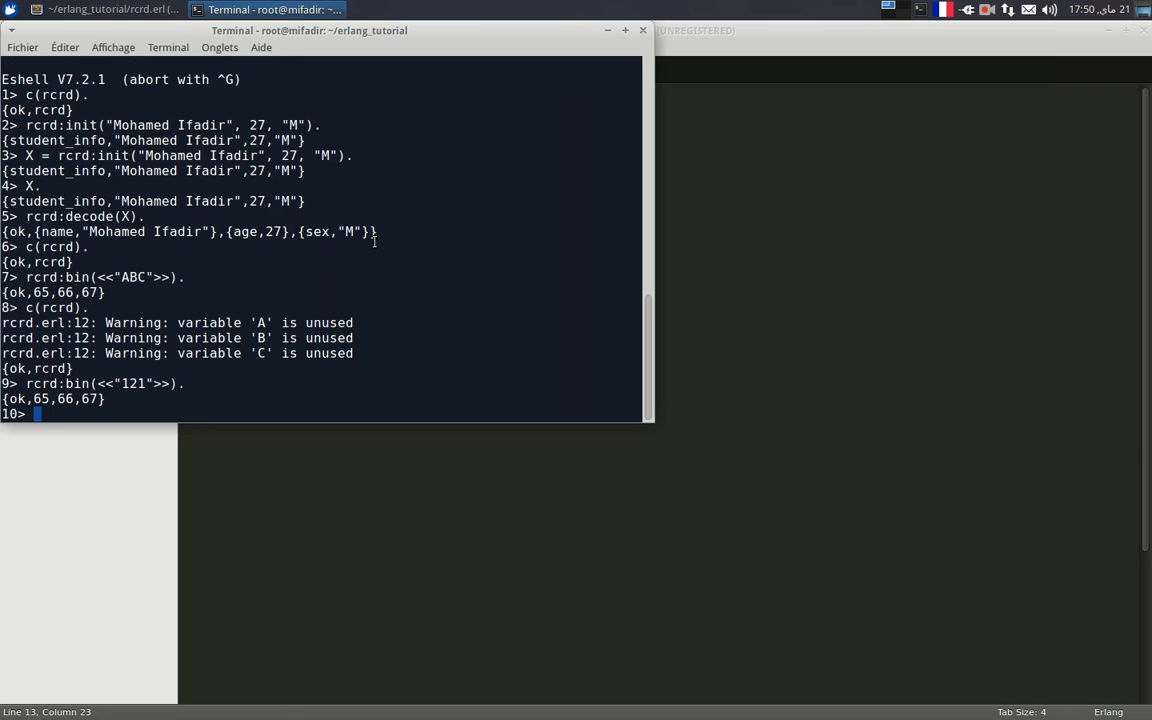 ~/erlang_tutorial/rcrd.erl (...
Terminal - root@mifadir: ~...
21 ماي, 17:50
Terminal - root@mifadir: ~/erlang_tutorial
(UNREGISTERED)
Fichier Éditer Affichage Terminal Onglets Aide
Eshell V7.2.1  (abort with ^G)
1> c(rcrd).
{ok,rcrd}
2> rcrd:init("Mohamed Ifadir", 27, "M").
{student_info,"Mohamed Ifadir",27,"M"}
3> X = rcrd:init("Mohamed Ifadir", 27, "M").
{student_info,"Mohamed Ifadir",27,"M"}
4> X.
{student_info,"Mohamed Ifadir",27,"M"}
5> rcrd:decode(X).
{ok,{name,"Mohamed Ifadir"},{age,27},{sex,"M"}}
6> c(rcrd).
{ok,rcrd}
7> rcrd:bin(<<"ABC">>).
{ok,65,66,67}
8> c(rcrd).
rcrd.erl:12: Warning: variable 'A' is unused
rcrd.erl:12: Warning: variable 'B' is unused
rcrd.erl:12: Warning: variable 'C' is unused
{ok,rcrd}
9> rcrd:bin(<<"121">>).
{ok,65,66,67}
10>
Line 13, Column 23
Tab Size: 4
Erlang